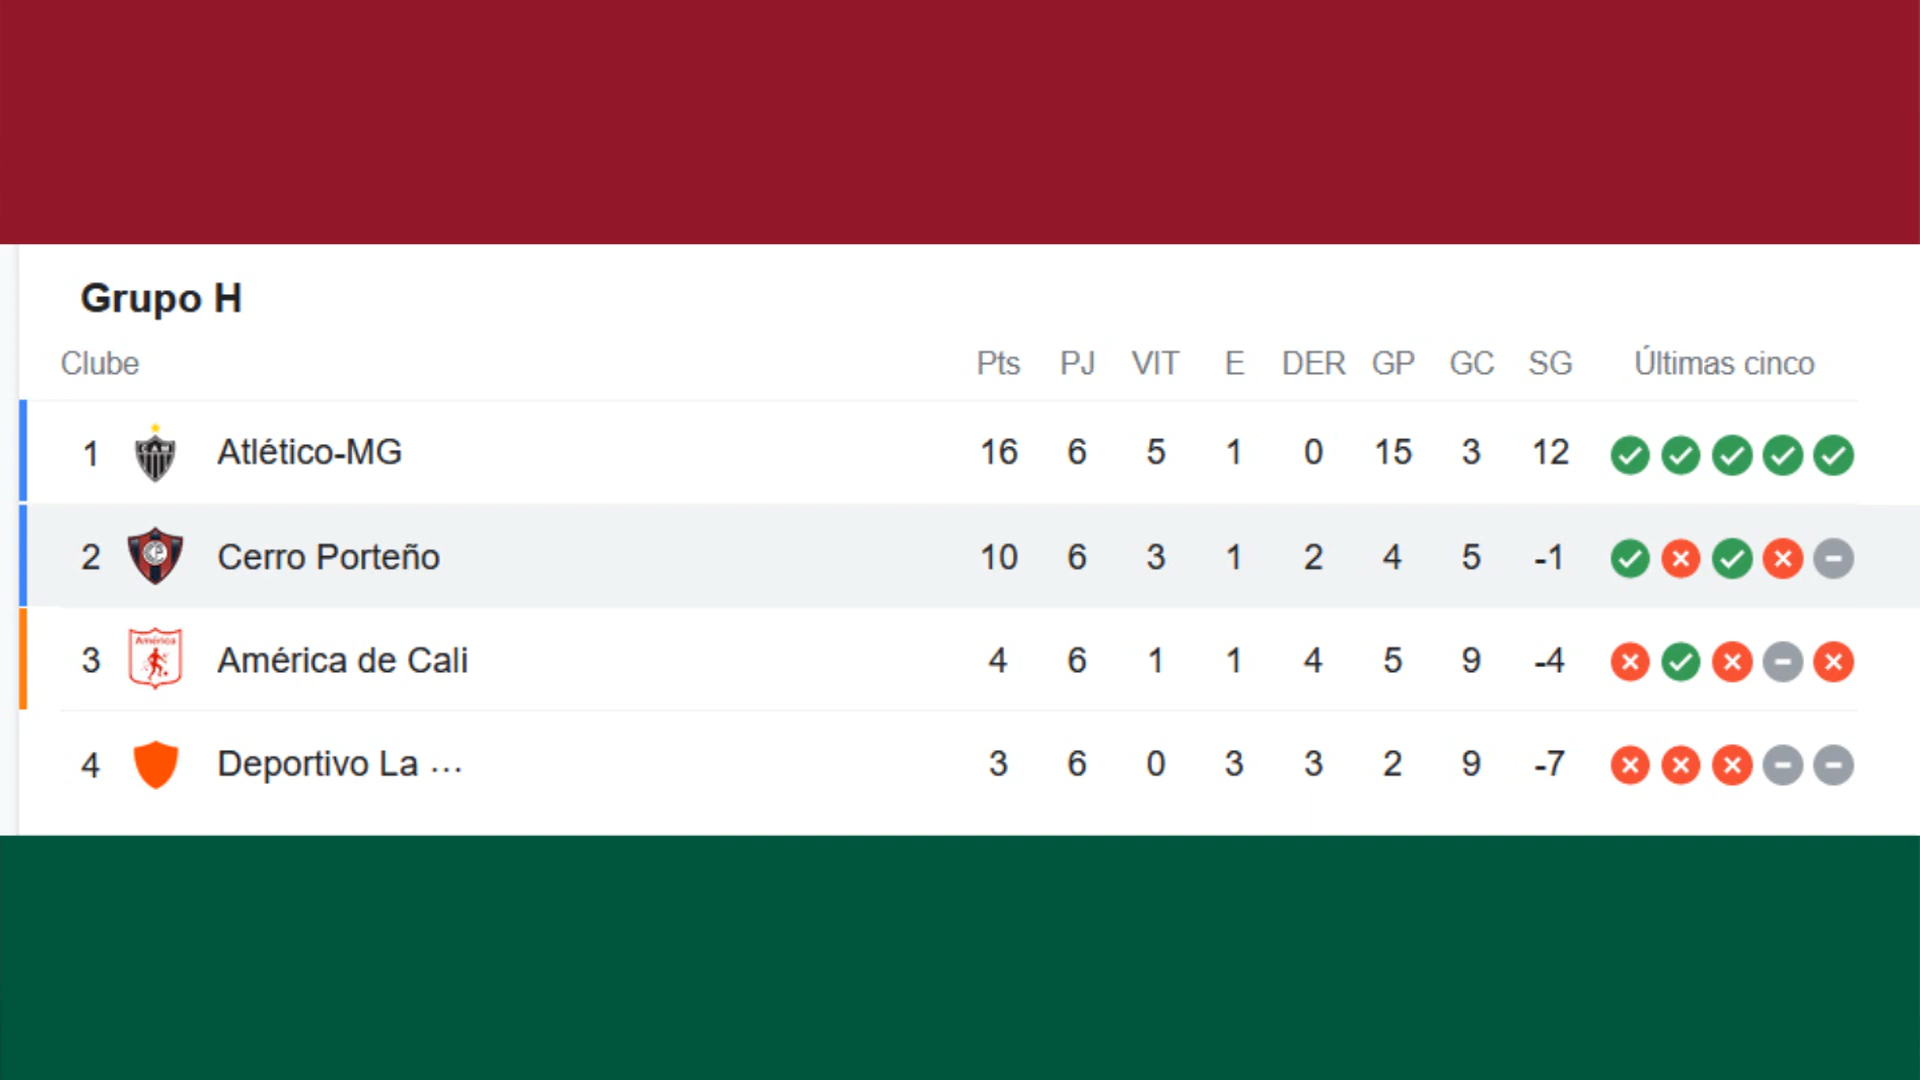 Grupo H
Clube Pts PJ VIT E DER GP GC SG Últimas cinco
1 CAM Atlético-MG 16 6 5 1 0 15 3 12
2 Cerro Porteño 10 6 3 1 2 4 5 -1
3 América América de Cali 4 6 1 1 4 5 9 -4
4 Deportivo La ... 3 6 0 3 3 2 9 -7